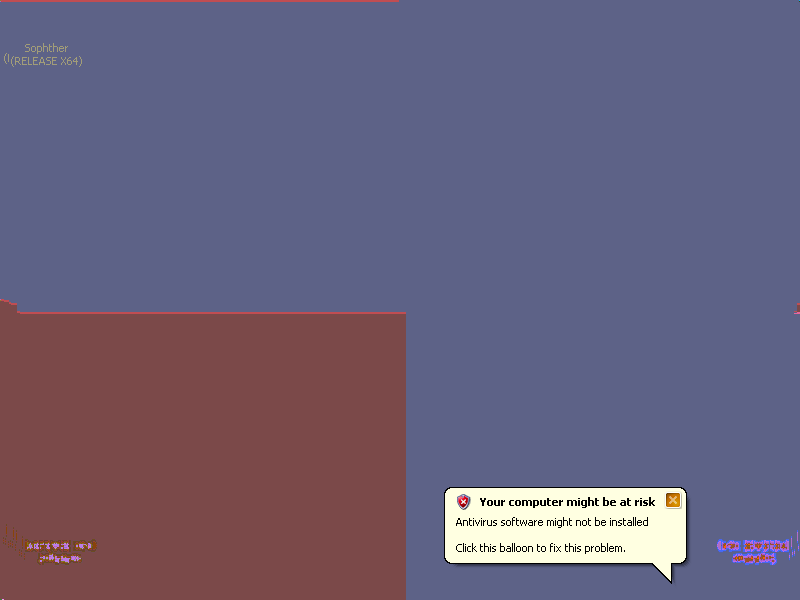 Sophther
(RELEASE X64)
Your computer might be at risk
Antivirus software might not be installed
Click this balloon to fix this problem.